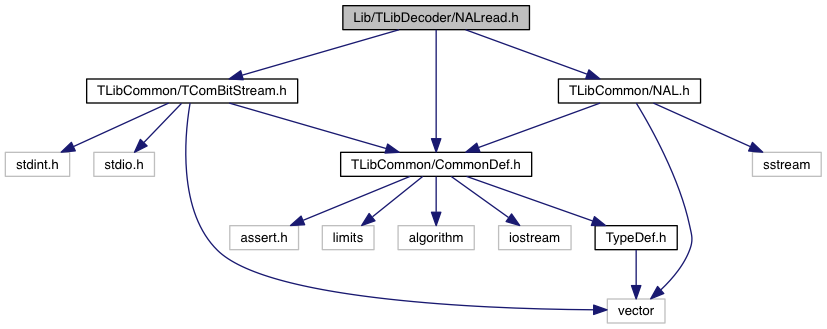 Lib/TLibDecoder/NALread.h
TLibCommon/TComBitStream.h
TLibCommon/NAL.h
stdint.h
stdio.h
TLibCommon/CommonDef.h
sstream
assert.h
limits
algorithm
iostream
TypeDef.h
vector